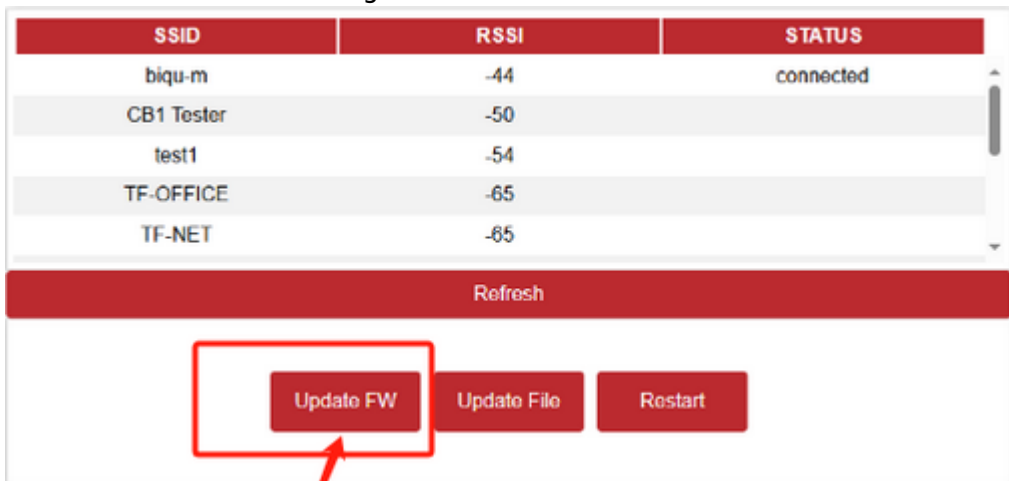 SSID RSSI STATUS
biqu-m -44 connected
CB1 Tester -50
test1 -54
TF-OFFICE -65
TF-NET -65
Refresh
Update FW Update File Restart